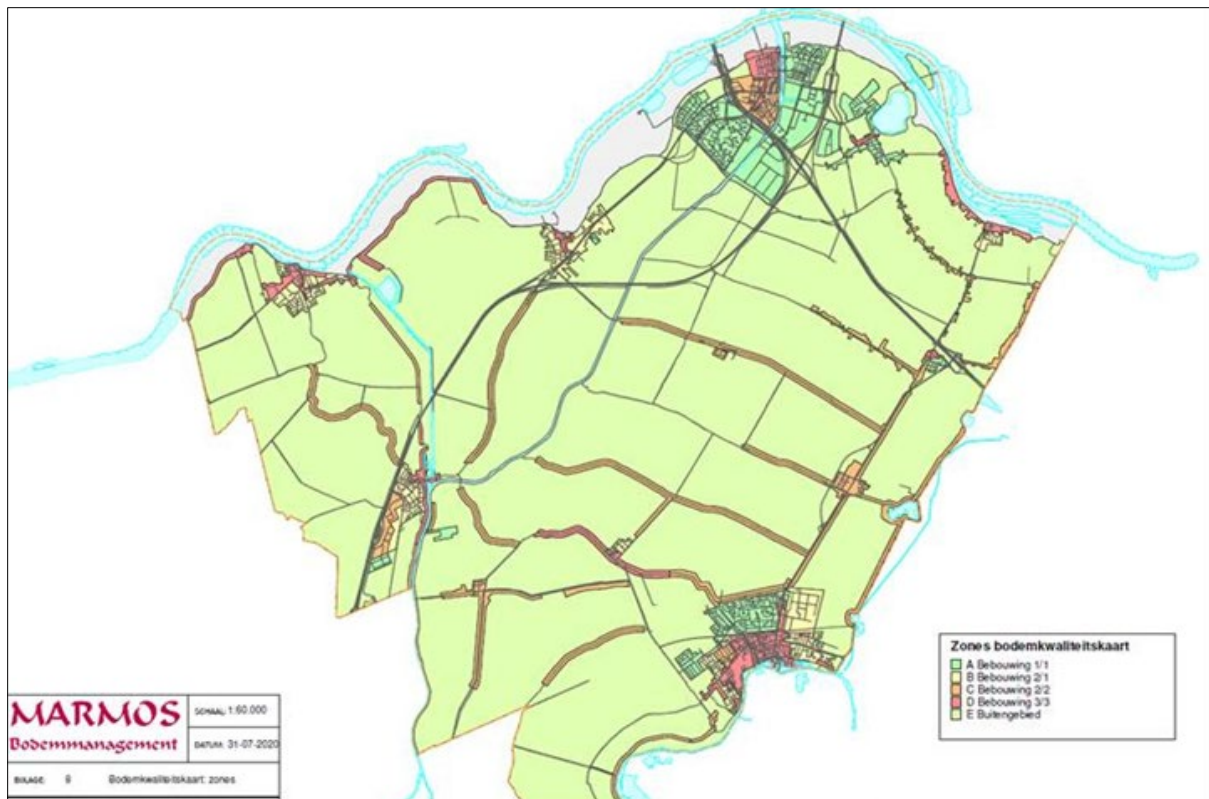 Zones bodemkwaliteitskaart
A Bebouwing 1/1
B Bebouwing 2/1
C Bebouwing 2/2
D Bebouwing 3/3
E Buitengebied
MARMOS
Bodemmanagement
SCHAAL: 1:60.000
DATUM: 31-07-2020
BIJLAGE: 8 Bodemkwaliteitskaart: zones